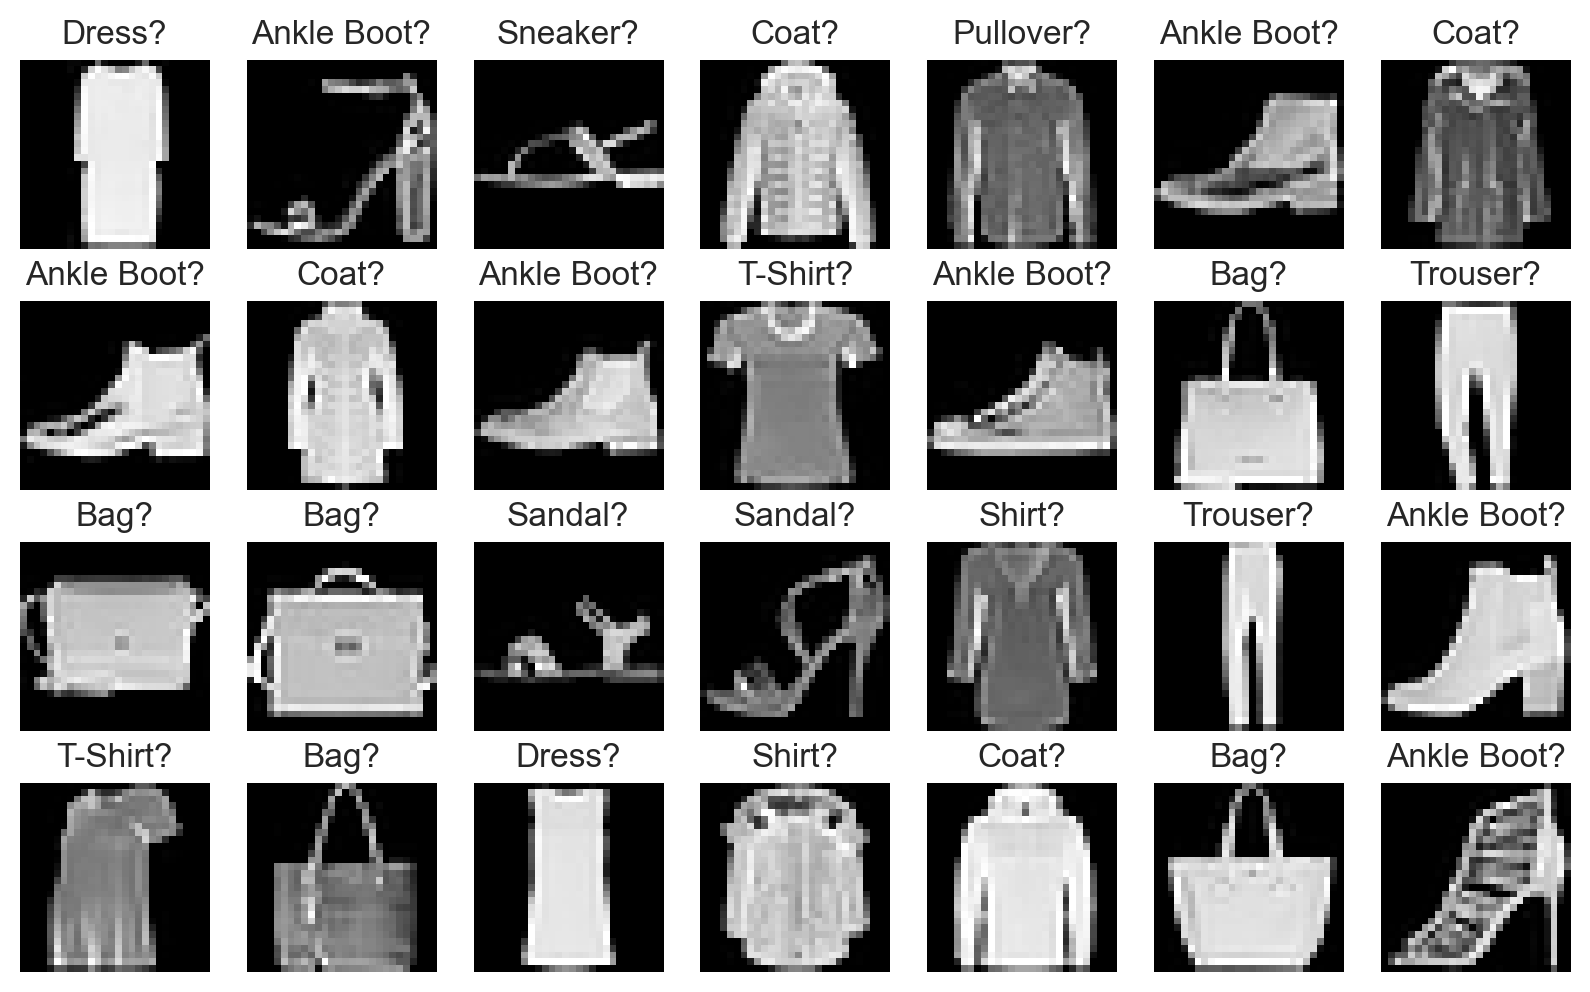 Dress? Ankle Boot? Sneaker? Coat? Pullover? Ankle Boot? Coat?
Ankle Boot? Coat? Ankle Boot? T-Shirt? Ankle Boot? Bag? Trouser?
Bag? Bag? Sandal? Sandal? Shirt? Trouser? Ankle Boot?
T-Shirt? Bag? Dress? Shirt? Coat? Bag? Ankle Boot?